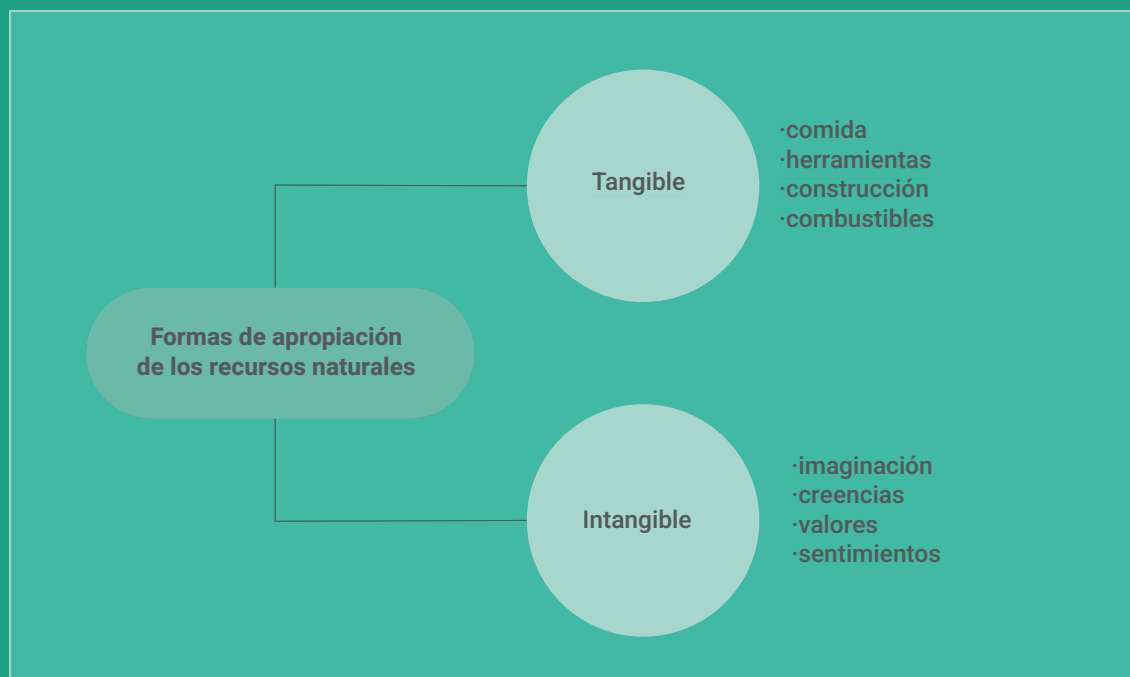 Formas de apropiación
de los recursos naturales
Tangible
·comida
·herramientas
·construcción
·combustibles
Intangible
·imaginación
·creencias
·valores
·sentimientos